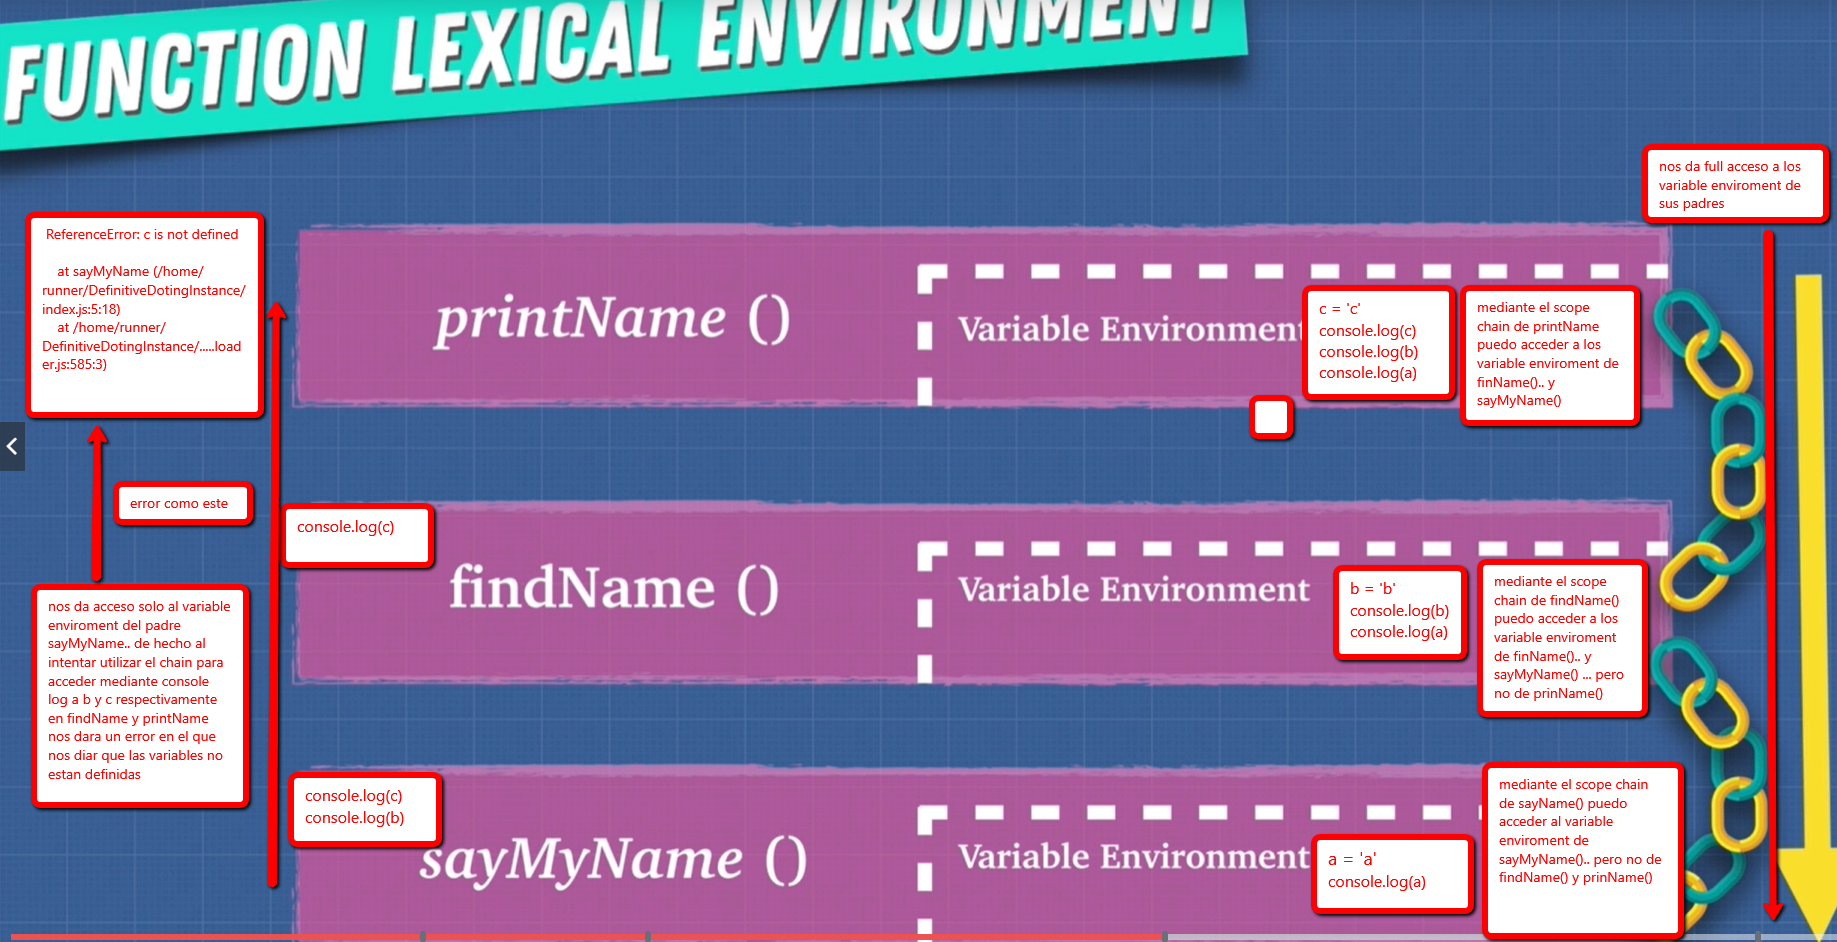 FUNCTION LEXICAL ENVIRONMENT
nos da full acceso a los
variable enviroment de
sus padres
ReferenceError: c is not defined
at sayMyName (/home/
runner/DefinitiveDotingInstance/
index.js:5:18)
at /home/runner/
DefinitiveDotingInstance/.....load
er.js:585:3)
printName ()
Variable Environment
c = 'c'
console.log(c)
console.log(b)
console.log(a)
mediante el scope
chain de printName
puedo acceder a los
variable enviroment de
finName().. y
sayMyName()
error como este
console.log(c)
findName ()
Variable Environment
b = 'b'
console.log(b)
console.log(a)
mediante el scope
chain de findName()
puedo acceder a los
variable enviroment
de finName().. y
sayMyName() ... pero
no de prinName()
nos da acceso solo al variable
enviroment del padre
sayMyName.. de hecho al
intentar utilizar el chain para
acceder mediante console
log a b y c respectivamente
en findName y printName
nos dara un error en el que
nos diar que las variables no
estan definidas
console.log(c)
console.log(b)
sayMyName ()
Variable Environment
a = 'a'
console.log(a)
mediante el scope chain
de sayName() puedo
acceder al variable
enviroment de
sayMyName().. pero no de
findName() y prinName()